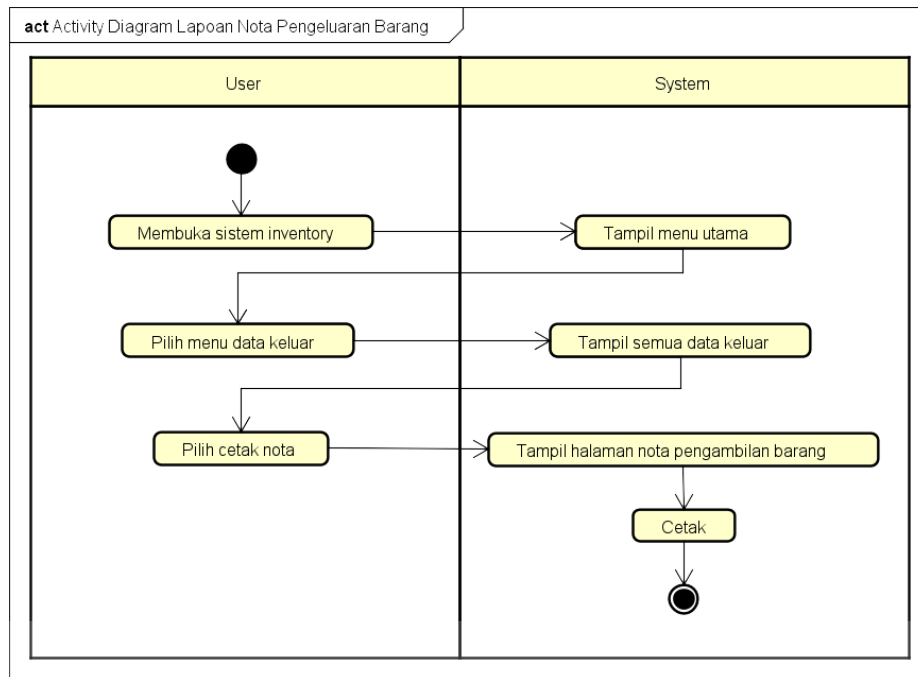 act Activity Diagram Lapoan Nota Pengeluaran Barang
User
System
Membuka sistem inventory
Tampil menu utama
Pilih menu data keluar
Tampil semua data keluar
Pilih cetak nota
Tampil halaman nota pengambilan barang
Cetak